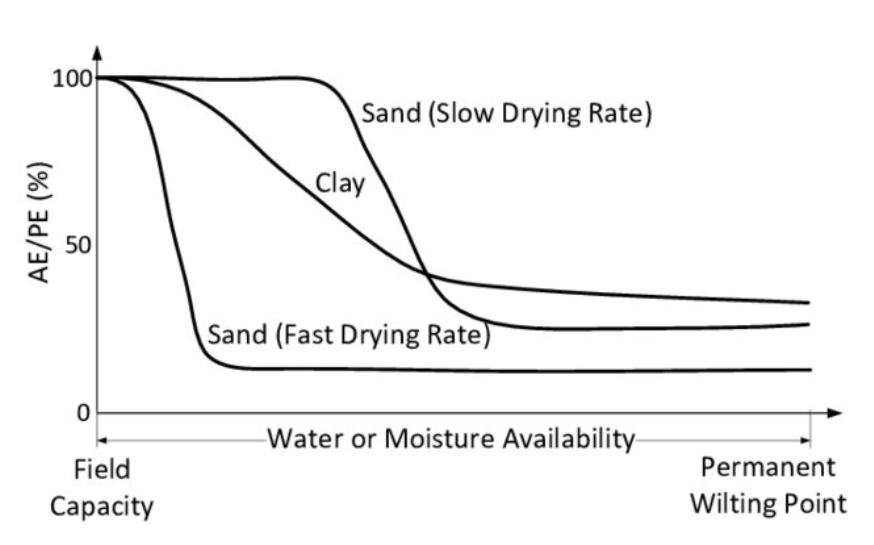 100
Sand (Slow Drying Rate)
Clay
AE/PE (%)
50
Sand (Fast Drying Rate)
0
Water or Moisture Availability
Field
Capacity
Permanent
Wilting Point